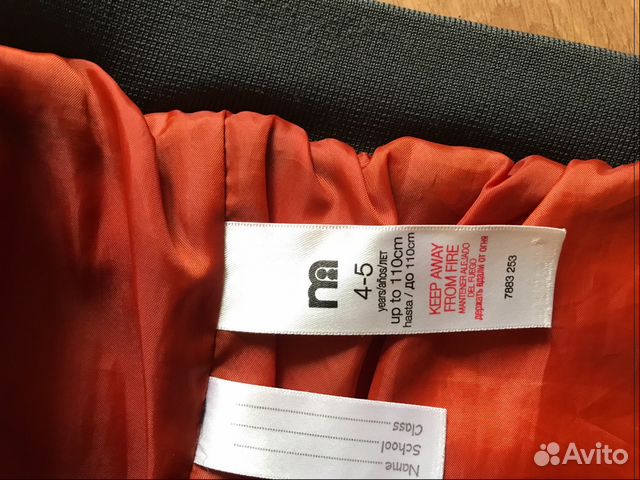 4-5
years/años/лет
up to 110cm
hasta / до 110cm
KEEP AWAY
FROM FIRE
MANTENER ALEJADO
DEL FUEGO
держать вдали от огня
7883 253
Name
School
Class
Avito